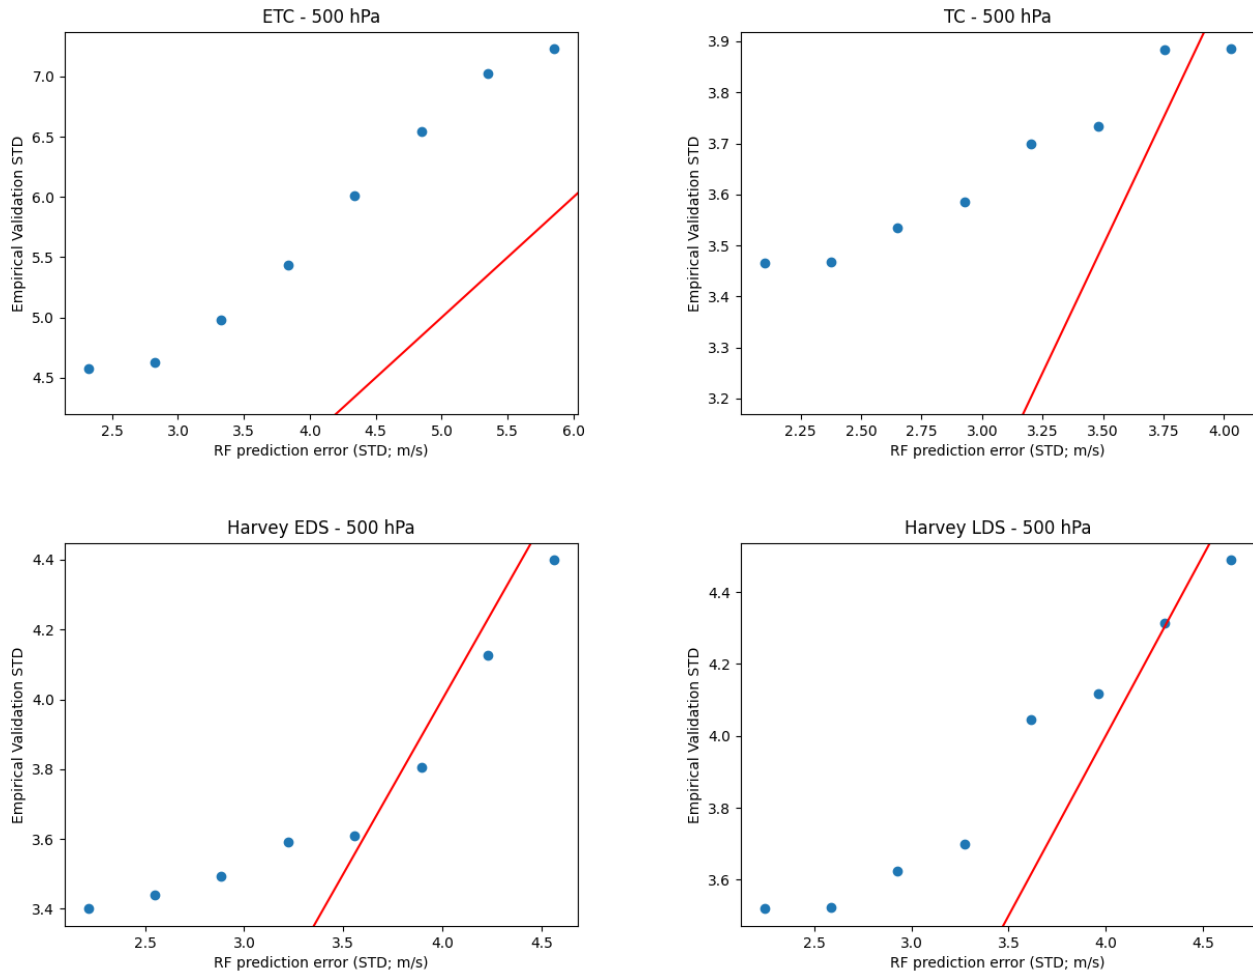 ETC - 500 hPa
7.0
6.5
6.0
5.5
5.0
4.5
Empirical Validation STD
2.5 3.0 3.5 4.0 4.5 5.0 5.5 6.0
RF prediction error (STD; m/s)
TC - 500 hPa
3.9
3.8
3.7
3.6
3.5
3.4
3.3
3.2
Empirical Validation STD
2.25 2.50 2.75 3.00 3.25 3.50 3.75 4.00
RF prediction error (STD; m/s)
Harvey EDS - 500 hPa
4.4
4.2
4.0
3.8
3.6
3.4
Empirical Validation STD
2.5 3.0 3.5 4.0 4.5
RF prediction error (STD; m/s)
Harvey LDS - 500 hPa
4.4
4.2
4.0
3.8
3.6
Empirical Validation STD
2.5 3.0 3.5 4.0 4.5
RF prediction error (STD; m/s)